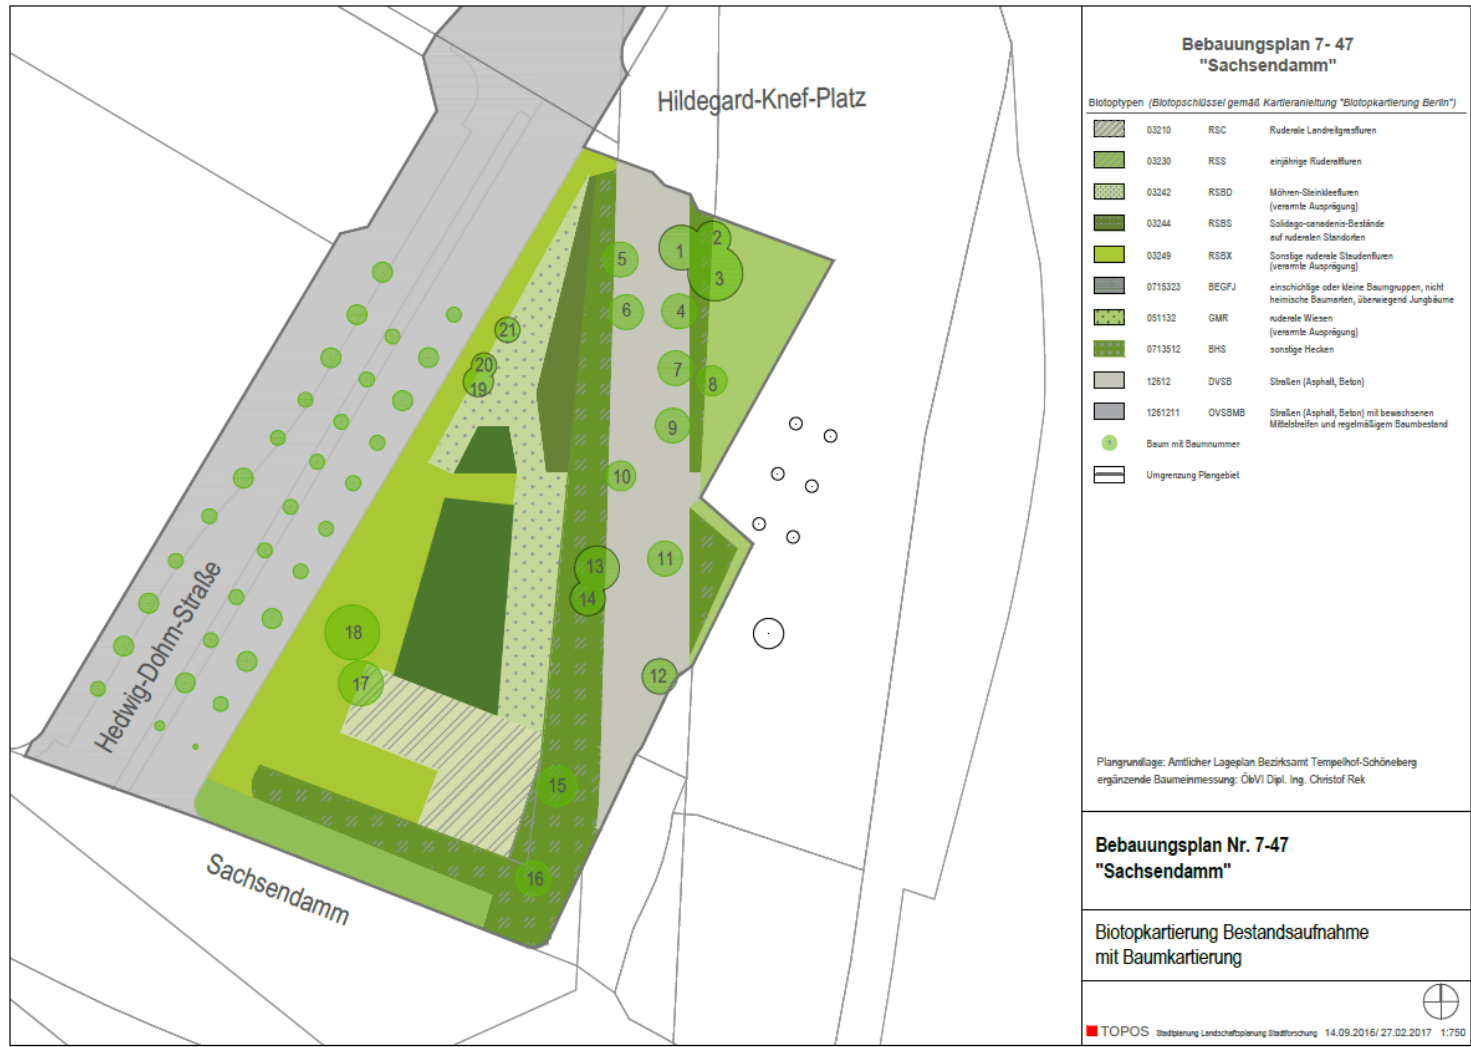 Hildegard-Knef-Platz
Hedwig-Dohm-Straße
Sachsendamm
1
2
3
4
5
6
7
8
9
10
11
12
13
14
15
16
17
18
19
20
21
Bebauungsplan 7- 47
"Sachsendamm"
Biotoptypen (Biotopschlüssel gemäß Kartieranleitung "Biotopkartierung Berlin")
03210 RSC Ruderale Landreitgrasfluren
03230 RSS einjährige Ruderalfluren
03242 RSBD Möhren-Steinkleefluren
(verarmte Ausprägung)
03244 RSBS Solidago-canadenis-Bestände
auf ruderalen Standorten
03249 RSBX Sonstige ruderale Staudenfluren
(verarmte Ausprägung)
0715323 BEGFJ einschichtige oder kleine Baumgruppen, nicht
heimische Baumarten, überwiegend Jungbäume
051132 GMR ruderale Wiesen
(verarmte Ausprägung)
0713512 BHS sonstige Hecken
12612 DVSB Straßen (Asphalt, Beton)
1261211 OVSBMB Straßen (Asphalt, Beton) mit bewachsenen
Mittelstreifen und regelmäßigem Baumbestand
1 Baum mit Baumnummer
Umgrenzung Plangebiet
Plangrundlage: Amtlicher Lageplan Bezirksamt Tempelhof-Schöneberg
ergänzende Baumeinmessung: ÖbVI Dipl. Ing. Christof Rek
Bebauungsplan Nr. 7-47
"Sachsendamm"
Biotopkartierung Bestandsaufnahme
mit Baumkartierung
TOPOS Stadtplanung Landschaftsplanung Stadtforschung 14.09.2016/ 27.02.2017 1:750